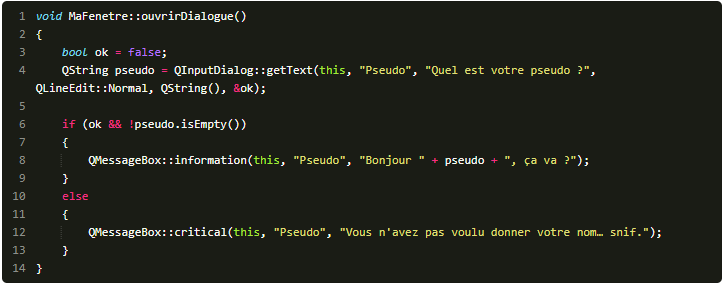 1 void MaFenetre::ouvrirDialogue()
2 {
3     bool ok = false;
4     QString pseudo = QInputDialog::getText(this, "Pseudo", "Quel est votre pseudo ?",
QLineEdit::Normal, QString(), &ok);
5
6     if (ok && !pseudo.isEmpty())
7     {
8         QMessageBox::information(this, "Pseudo", "Bonjour " + pseudo + ", ça va ?");
9     }
10     else
11     {
12         QMessageBox::critical(this, "Pseudo", "Vous n'avez pas voulu donner votre nom… snif.");
13     }
14 }